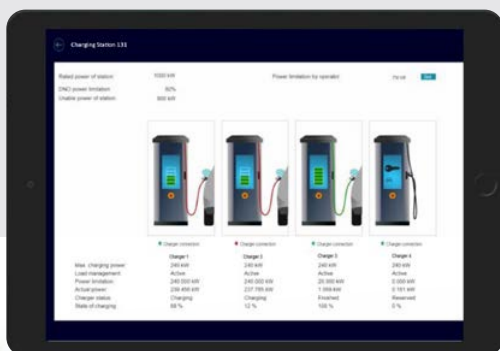 Charging Station 131
Rated power of station 1000 kW Power limitation by operator
DNO power limitation 80%
Usable power of station 800 kW
Charger connection Charger connection Charger connection Charger connection
Charger 1 Charger 2 Charger 3 Charger 4
Max. charging power 240 kW 240 kW 240 kW 240 kW
Load management Active Active Active Active
Power limitation 240.000 kW 240.000 kW 20.000 kW 0.000 kW
Actual power
Charger status Charging Charging Finished Reserved
State of charging 12 % 100 % 0 %